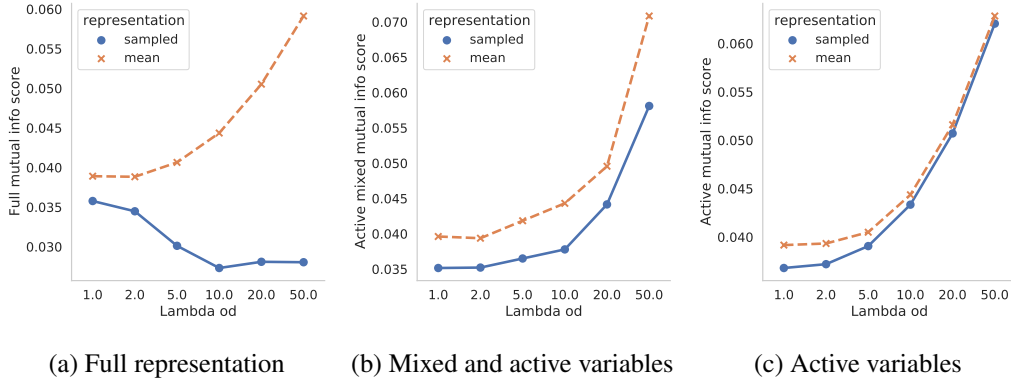 Full mutual info score
0.060
0.055
0.050
0.045
0.040
0.035
0.030
representation
sampled
mean
1.0 2.0 5.0 10.0 20.0 50.0
Lambda od
(a) Full representation
Active mixed mutual info score
0.070
0.065
0.060
0.055
0.050
0.045
0.040
0.035
representation
sampled
mean
1.0 2.0 5.0 10.0 20.0 50.0
Lambda od
(b) Mixed and active variables
Active mutual info score
0.060
0.055
0.050
0.045
0.040
representation
sampled
mean
1.0 2.0 5.0 10.0 20.0 50.0
Lambda od
(c) Active variables